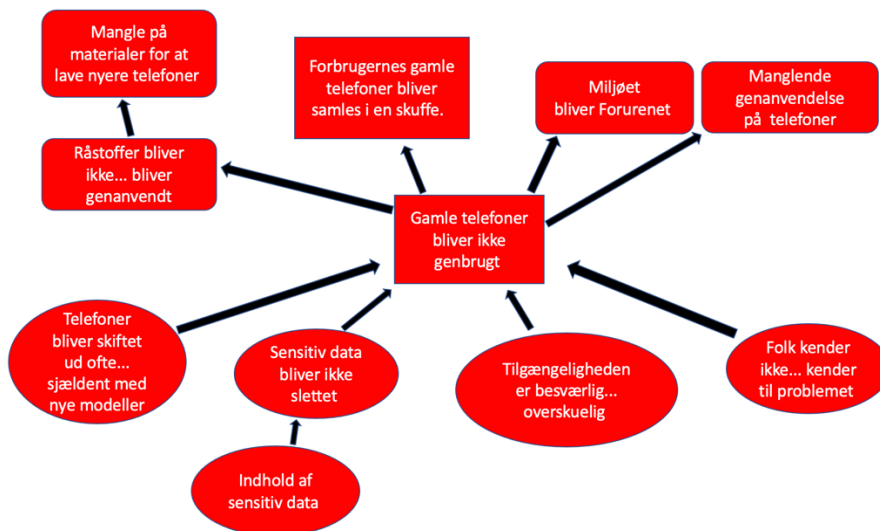 Mangle på
materialer for at
lave nyere telefoner
Forbrugernes gamle
telefoner bliver
samles i en skuffe.
Miljøet
bliver Forurenet
Manglende
genanvendelse
på telefoner
Råstoffer bliver
ikke... bliver
genanvendt
Gamle telefoner
bliver ikke
genbrugt
Telefoner
bliver skiftet
ud ofte...
sjældent med
nye modeller
Sensitiv data
bliver ikke
slettet
Tilgængeligheden
er besværlig...
overskuelig
Folk kender
ikke... kender
til problemet
Indhold af
sensitiv data